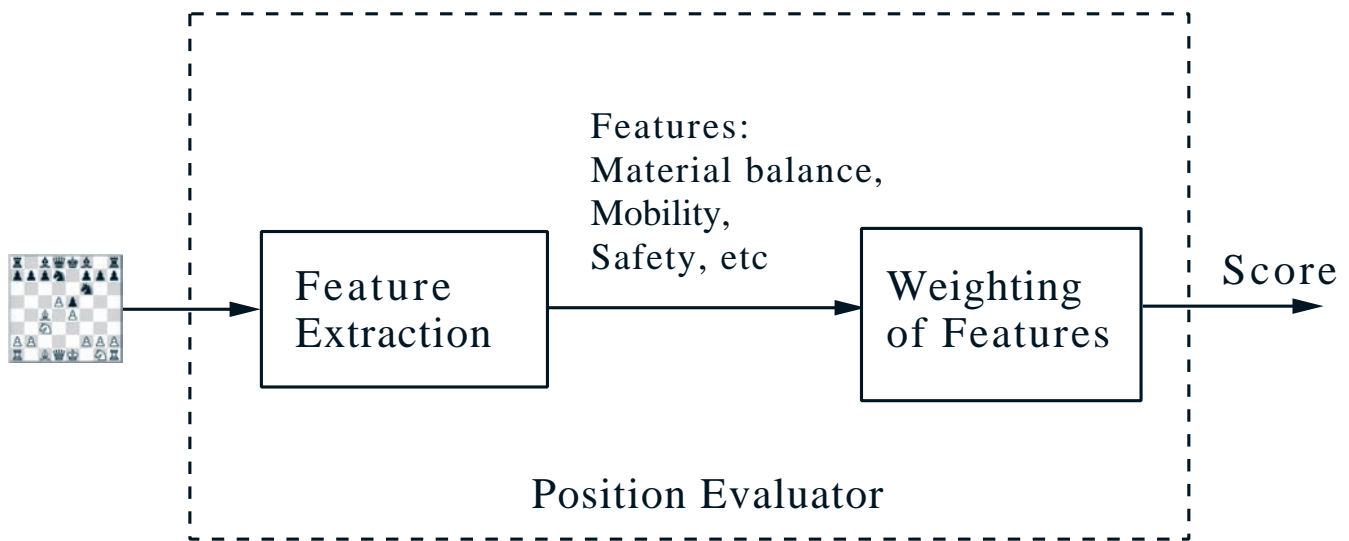 Features:
Material balance,
Mobility,
Safety, etc
Feature
Extraction
Weighting
of Features
Score
Position Evaluator